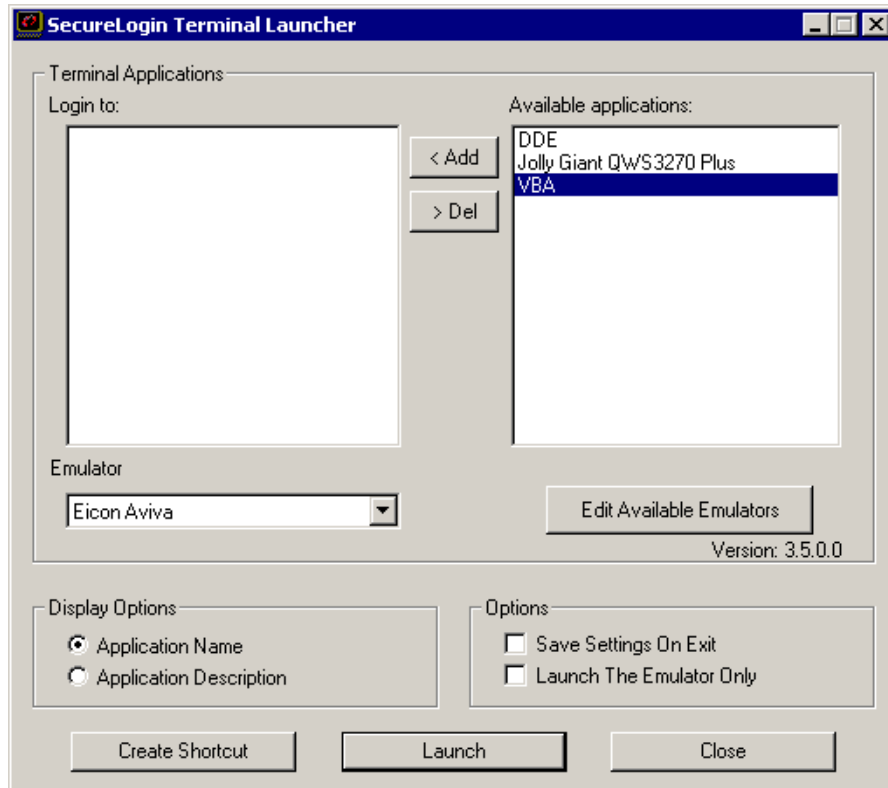 SecureLogin Terminal Launcher
Terminal Applications
Login to:
Available applications:
< Add
> Del
DDE
Jolly Giant QWS3270 Plus
VBA
Emulator
Eicon Aviva
Edit Available Emulators
Version: 3.5.0.0
Display Options
Application Name
Application Description
Options
Save Settings On Exit
Launch The Emulator Only
Create Shortcut
Launch
Close